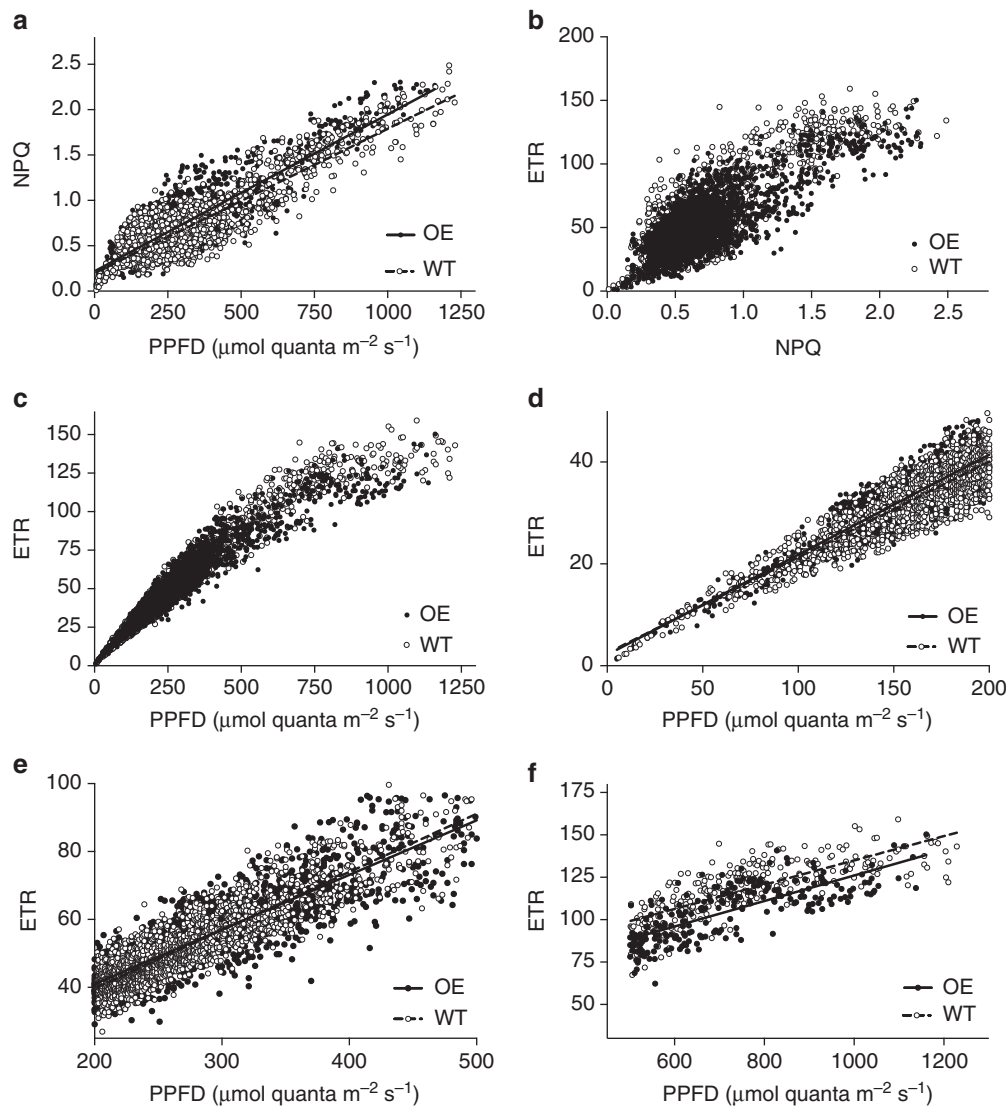 a
2.5
2.0
1.5
1.0
0.5
0.0
NPQ
OE
WT
0 250 500 750 1000 1250
PPFD (μmol quanta m⁻² s⁻¹)
b
200
150
100
50
0
ETR
OE
WT
0.0 0.5 1.0 1.5 2.0 2.5
NPQ
c
150
125
100
75
50
25
0
ETR
OE
WT
0 250 500 750 1000 1250
PPFD (μmol quanta m⁻² s⁻¹)
d
40
20
0
ETR
OE
WT
0 50 100 150 200
PPFD (μmol quanta m⁻² s⁻¹)
e
100
80
60
40
ETR
OE
WT
200 300 400 500
PPFD (μmol quanta m⁻² s⁻¹)
f
175
150
125
100
75
50
ETR
OE
WT
600 800 1000 1200
PPFD (μmol quanta m⁻² s⁻¹)